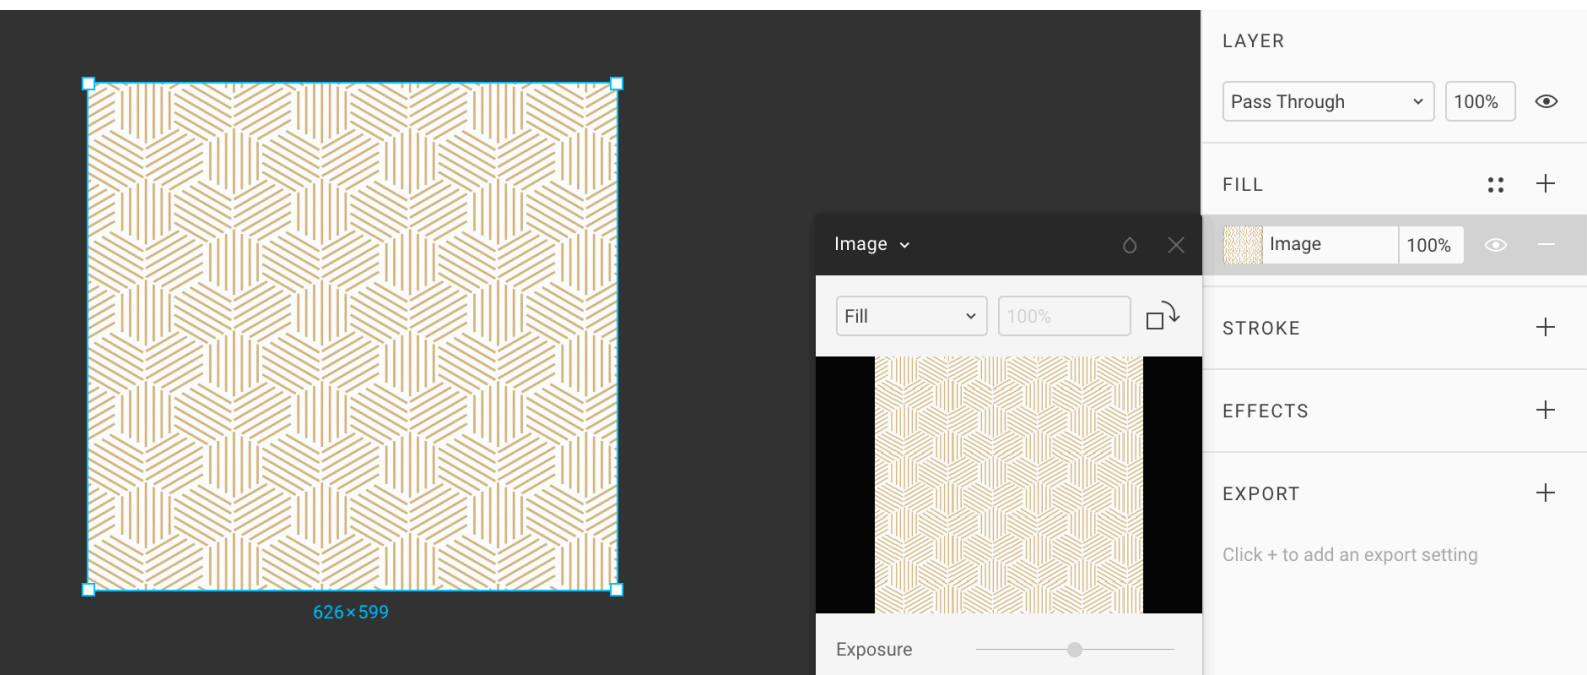 LAYER
Pass Through
100%
FILL
Image
100%
Image
Fill
100%
STROKE
EFFECTS
EXPORT
Click + to add an export setting
626×599
Exposure